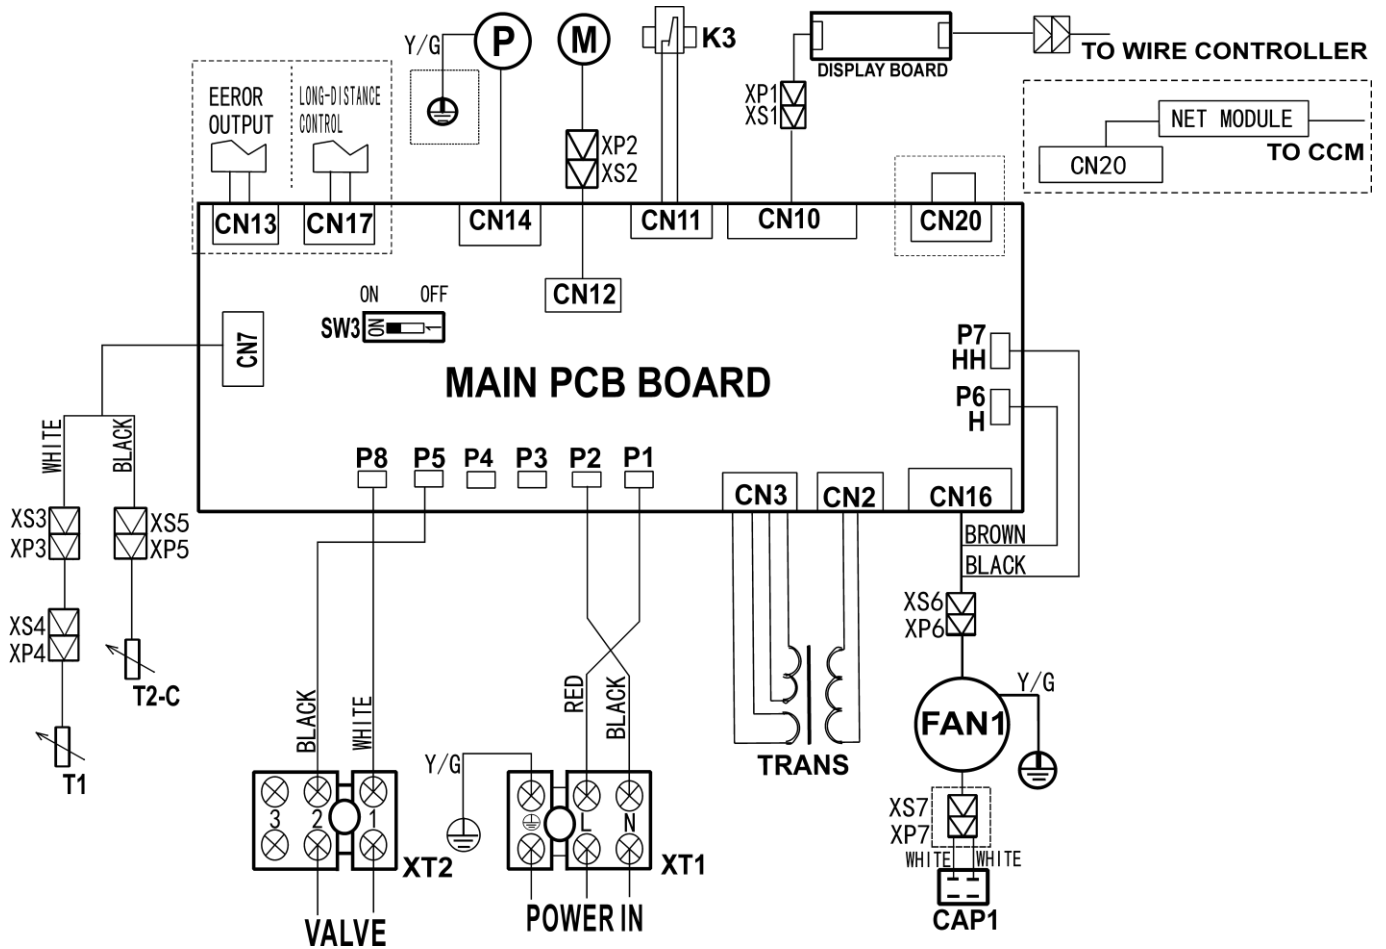 Y/G
P
M
K3
DISPLAY BOARD
TO WIRE CONTROLLER
XP1
XS1
NET MODULE
TO CCM
CN20
EEROR
OUTPUT
LONG-DISTANCE
CONTROL
XP2
XS2
CN13
CN17
CN14
CN11
CN10
CN20
CN12
ON
OFF
SW3
ON
1
CN7
P7
HH
P6
H
MAIN PCB BOARD
P8
P5
P4
P3
P2
P1
CN3
CN2
CN16
WHITE
BLACK
XS3
XP3
XS5
XP5
BROWN
BLACK
XS4
XP4
XS6
XP6
T2-C
T1
BLACK
WHITE
RED
BLACK
TRANS
Y/G
FAN1
Y/G
3
2
1
L
N
XT2
XT1
XS7
XP7
WHITE
WHITE
CAP1
VALVE
POWER IN